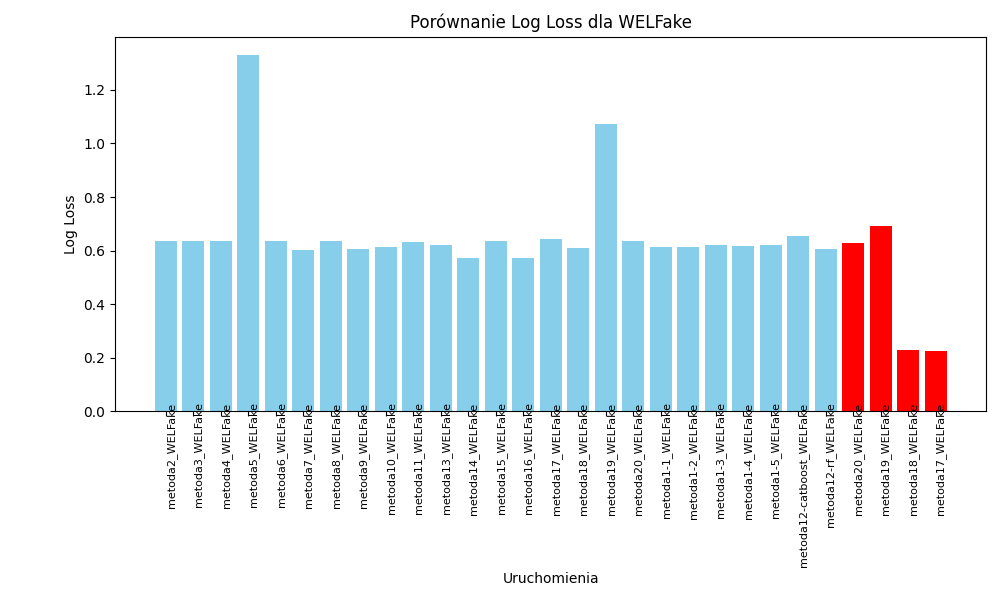 Porównanie Log Loss dla WELFake
Log Loss
1.2
1.0
0.8
0.6
0.4
0.2
0.0
metoda2_WELFake
metoda3_WELFake
metoda4_WELFake
metoda5_WELFake
metoda6_WELFake
metoda7_WELFake
metoda8_WELFake
metoda9_WELFake
metoda10_WELFake
metoda11_WELFake
metoda13_WELFake
metoda14_WELFake
metoda15_WELFake
metoda16_WELFake
metoda17_WELFake
metoda18_WELFake
metoda19_WELFake
metoda20_WELFake
metoda1-1_WELFake
metoda1-2_WELFake
metoda1-3_WELFake
metoda1-4_WELFake
metoda1-5_WELFake
metoda12-catboost_WELFake
metoda12-rf_WELFake
metoda20_WELFake
metoda19_WELFake
metoda18_WELFake
metoda17_WELFake
Uruchomienia